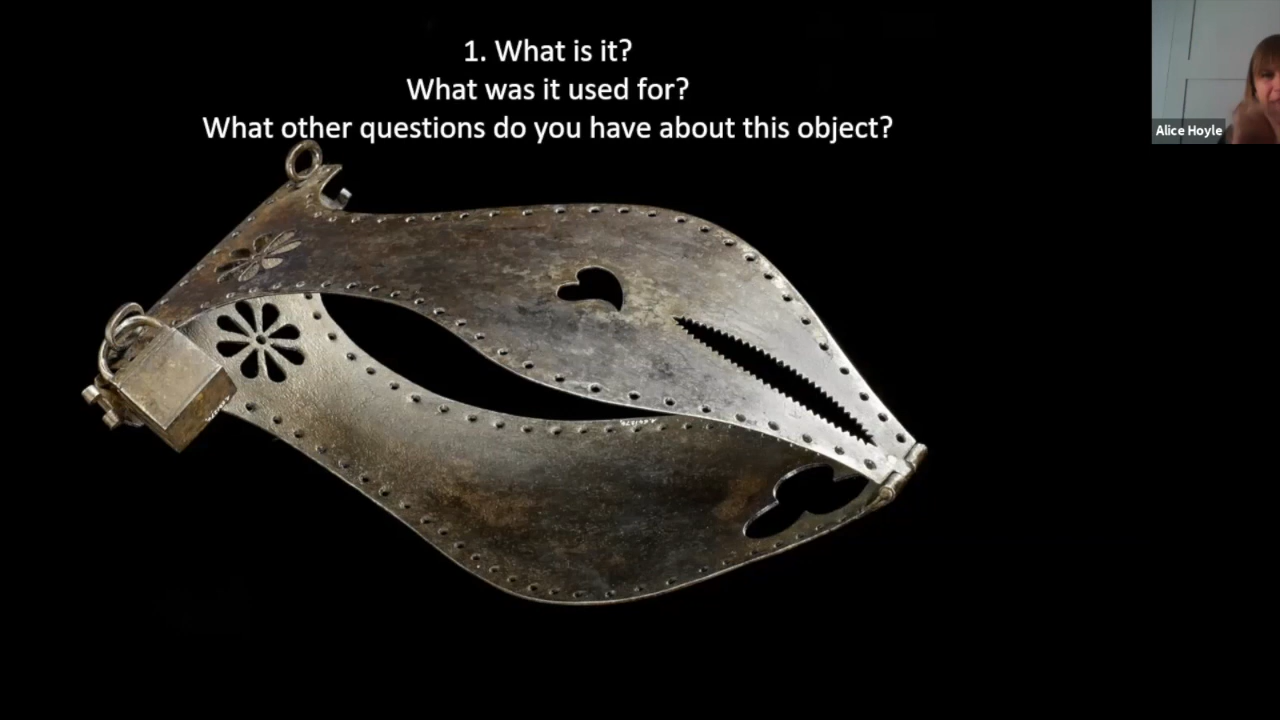 1. What is it?
What was it used for?
What other questions do you have about this object?
Alice Hoyle